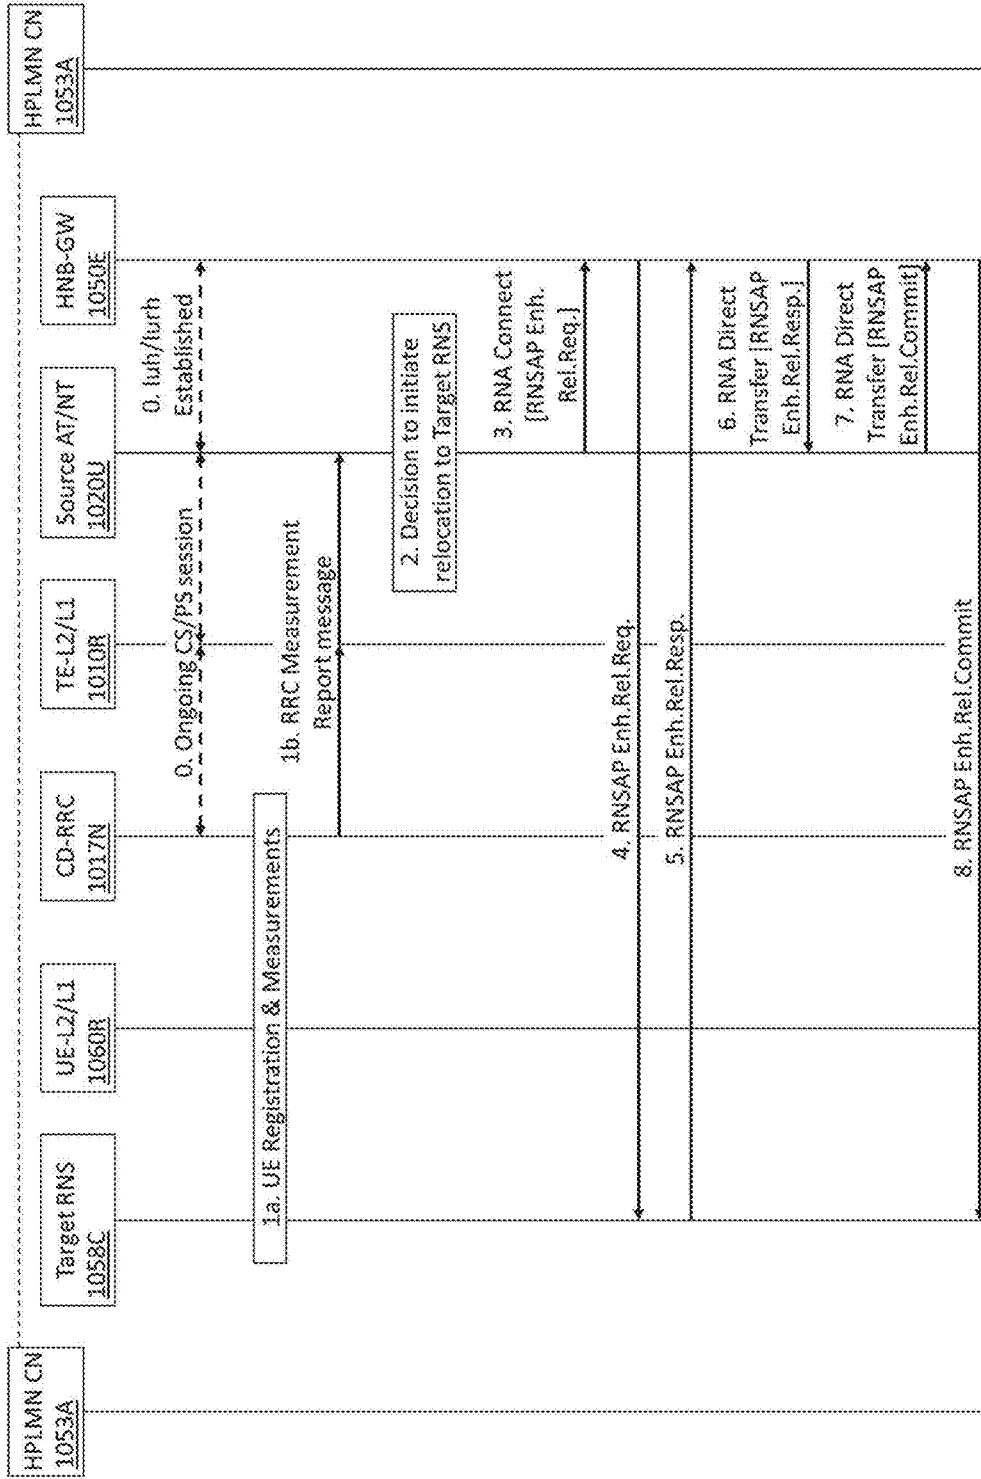 HPLMN CN
1053A
Target RNS
1058C
UE-L2/L1
1060R
CD-RRC
1017N
TE-L2/L1
1010R
Source AT/NT
1020U
HNB-GW
1050E
HPLMN CN
1053A
0. Ongoing CS/PS session
0. Iuh/Iurh
Established
1a. UE Registration & Measurements
1b. RRC Measurement
Report message
2. Decision to initiate
relocation to Target RNS
3. RNA Connect
[RNSAP Enh.
Rel.Req.]
4. RNSAP Enh.Rel.Req.
5. RNSAP Enh.Rel.Resp.
6. RNA Direct
Transfer [RNSAP
Enh.Rel.Resp.]
7. RNA Direct
Transfer [RNSAP
Enh.Rel.Commit]
8. RNSAP Enh.Rel.Commit